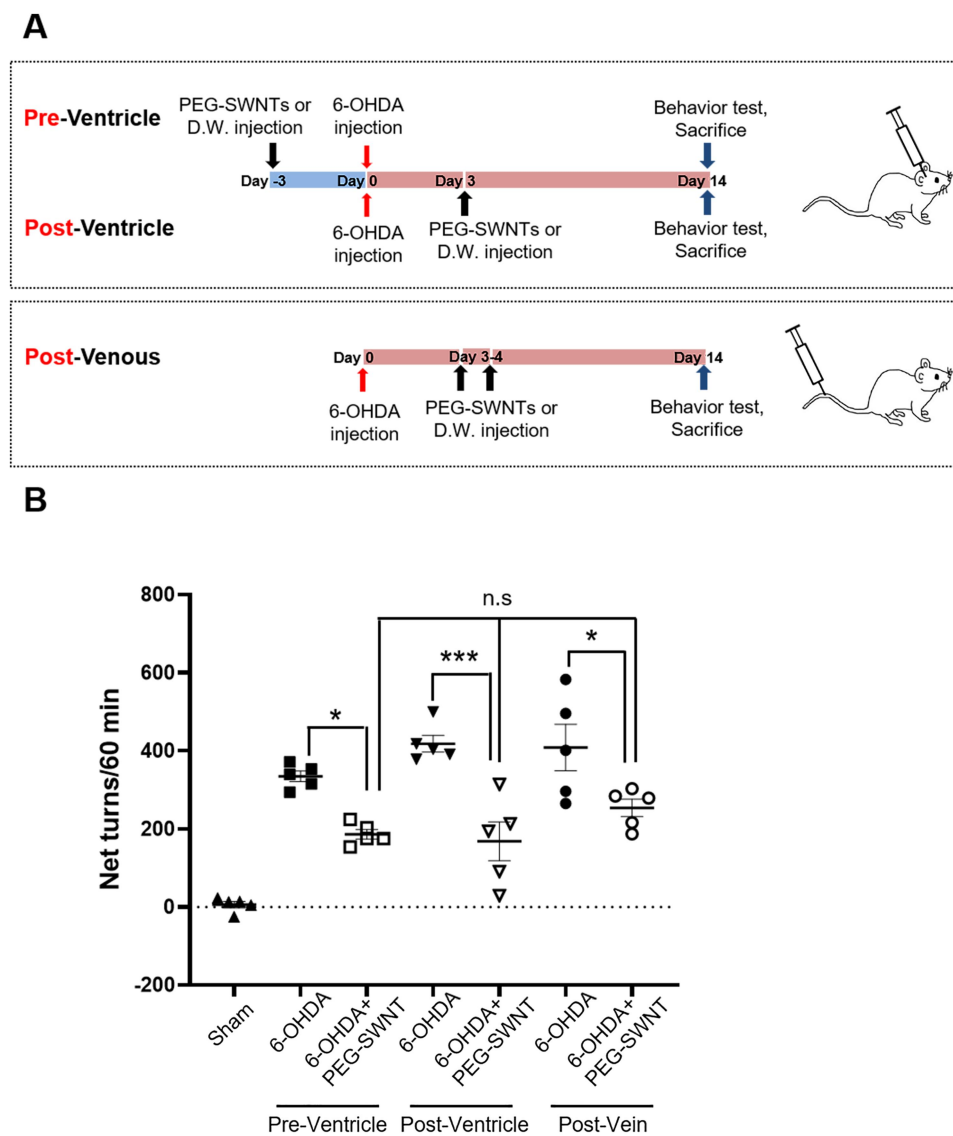 A
Pre-Ventricle
PEG-SWNTs or
D.W. injection
6-OHDA
injection
Behavior test,
Sacrifice
Day -3 Day 0 Day 3 Day 14
Post-Ventricle
6-OHDA
injection
PEG-SWNTs or
D.W. injection
Behavior test,
Sacrifice
Post-Venous
Day 0 Day 3-4 Day 14
6-OHDA
injection
PEG-SWNTs or
D.W. injection
Behavior test,
Sacrifice
B
Net turns/60 min
800
600
400
200
0
-200
n.s
*
***
*
Sham
6-OHDA
6-OHDA+
PEG-SWNT
6-OHDA
6-OHDA+
PEG-SWNT
6-OHDA
6-OHDA+
PEG-SWNT
Pre-Ventricle Post-Ventricle Post-Vein